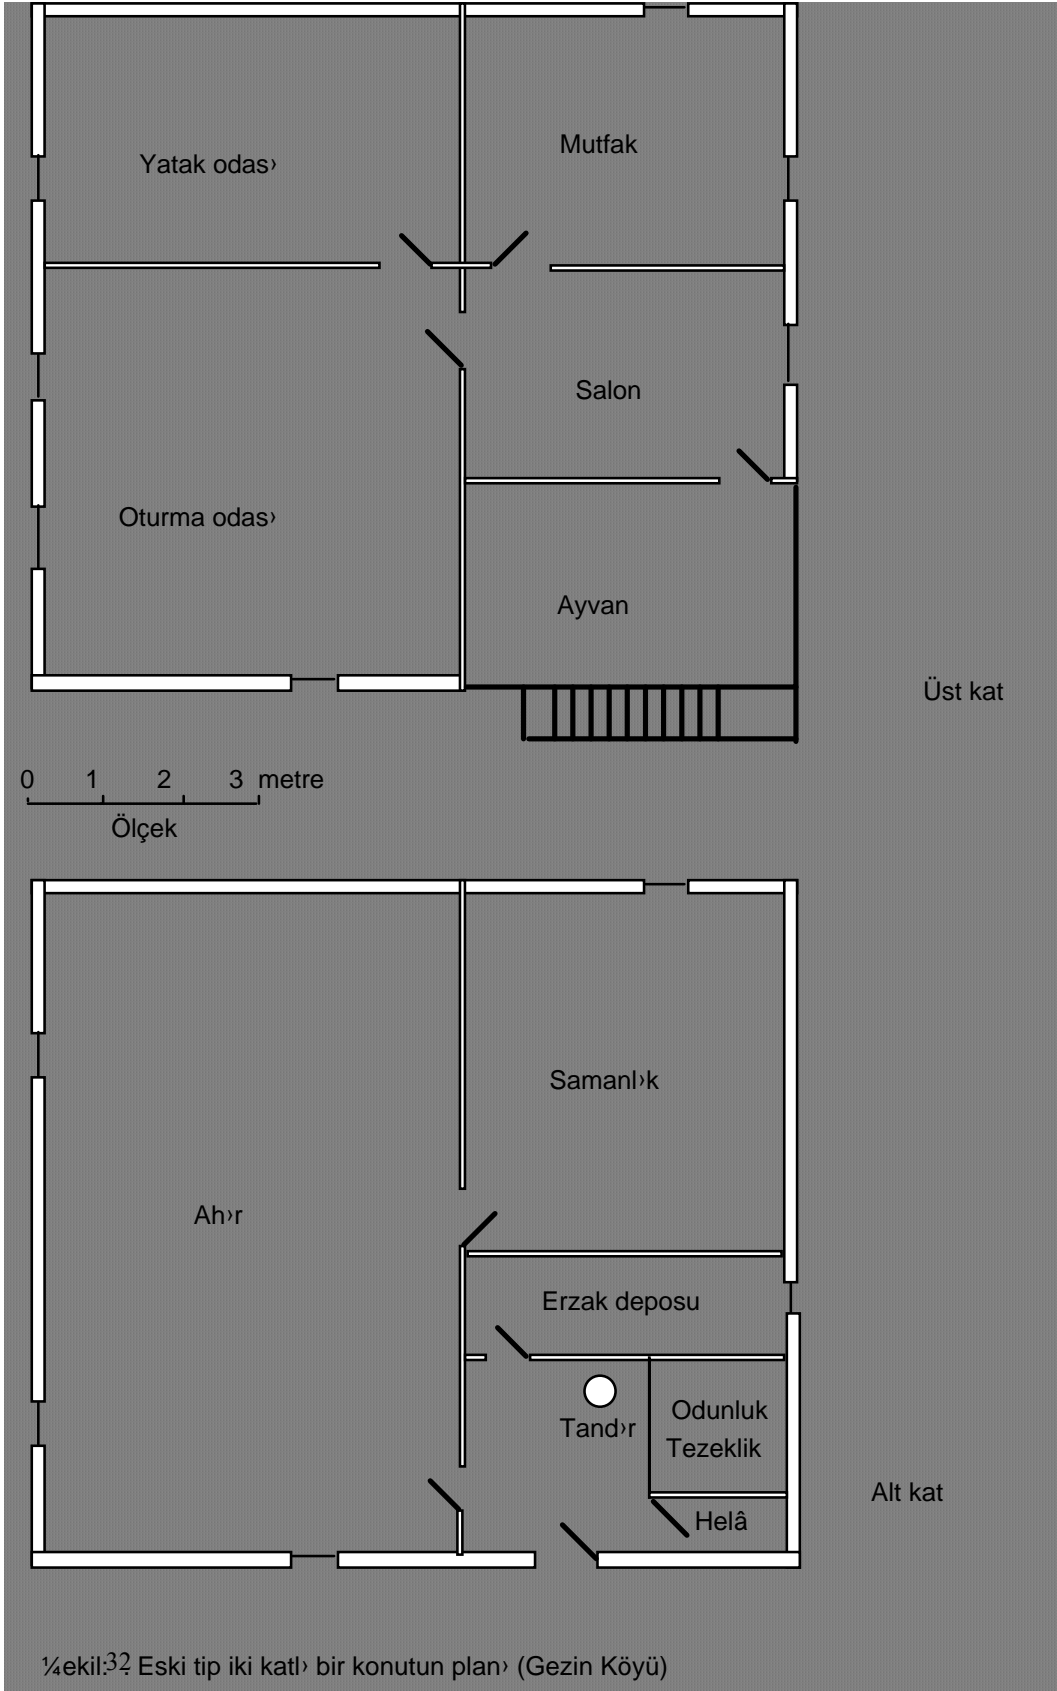 Yatak odas›
Mutfak
Salon
Oturma odas›
Ayvan
Üst kat
0 1 2 3 metre
Ölçek
Samanl›k
Ah›r
Erzak deposu
Tand›r
Odunluk
Tezeklik
Helâ
Alt kat
¼ekil:32. Eski tip iki katl› bir konutun plan› (Gezin Köyü)